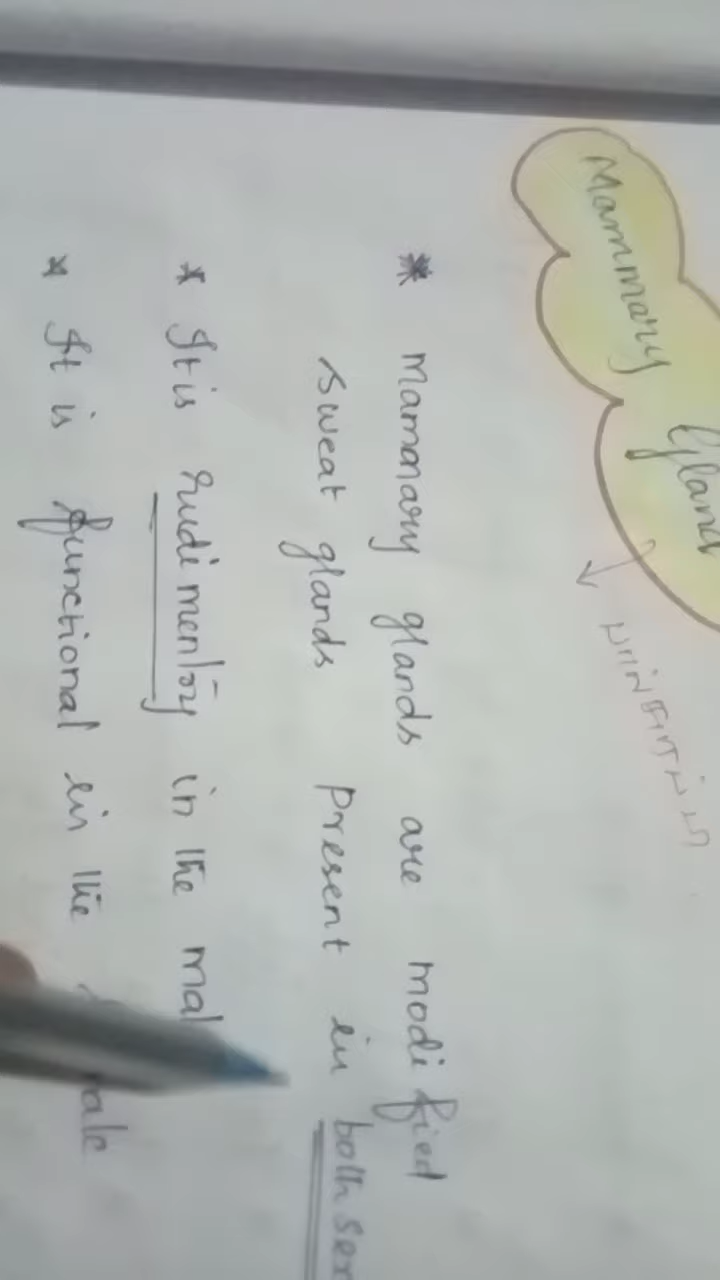 Mammary Gland
* Mammary glands are modified
sweat glands present in both sex
* It is rudimentory in the mal
* It is functional in the